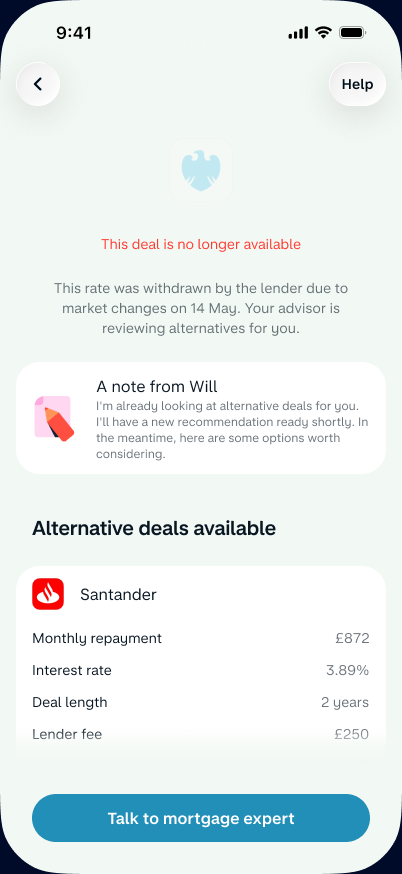 9:41
Help
This deal is no longer available
This rate was withdrawn by the lender due to
market changes on 14 May. Your advisor is
reviewing alternatives for you.
A note from Will
I'm already looking at alternative deals for you.
I'll have a new recommendation ready shortly. In
the meantime, here are some options worth
considering.
Alternative deals available
Santander
Monthly repayment £872
Interest rate 3.89%
Deal length 2 years
Lender fee £250
Talk to mortgage expert